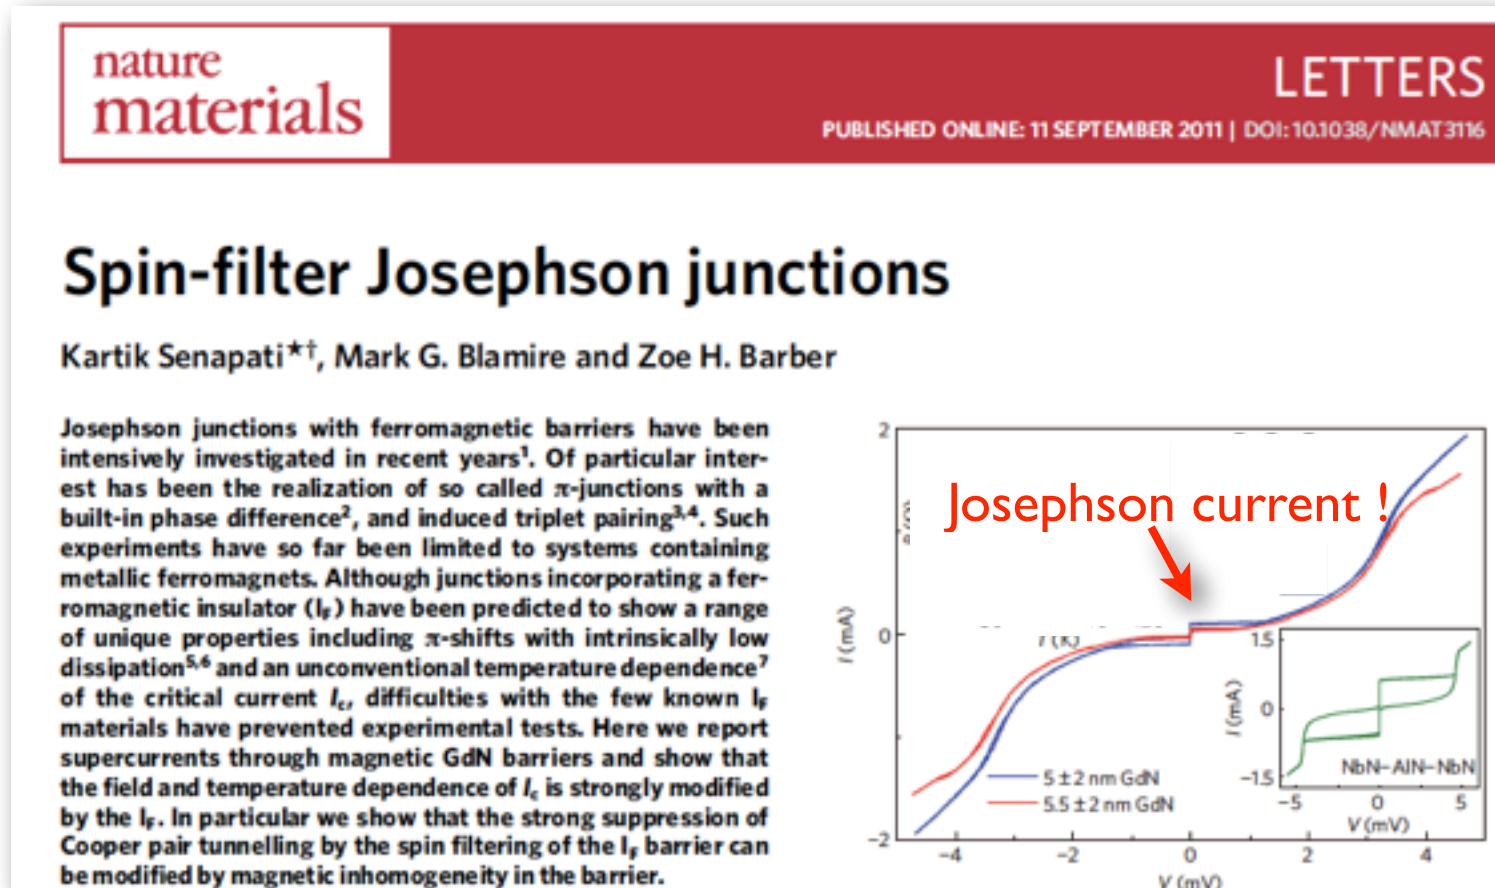 nature
materials
LETTERS
PUBLISHED ONLINE: 11 SEPTEMBER 2011 | DOI: 10.1038/NMAT3116
Spin-filter Josephson junctions
Kartik Senapati★†, Mark G. Blamire and Zoe H. Barber
Josephson junctions with ferromagnetic barriers have been
intensively investigated in recent years¹. Of particular inter-
est has been the realization of so called π-junctions with a
built-in phase difference², and induced triplet pairing³,⁴. Such
experiments have so far been limited to systems containing
metallic ferromagnets. Although junctions incorporating a fer-
romagnetic insulator (I_F) have been predicted to show a range
of unique properties including π-shifts with intrinsically low
dissipation⁵,⁶ and an unconventional temperature dependence⁷
of the critical current I_c, difficulties with the few known I_F
materials have prevented experimental tests. Here we report
supercurrents through magnetic GdN barriers and show that
the field and temperature dependence of I_c is strongly modified
by the I_F. In particular we show that the strong suppression of
Cooper pair tunnelling by the spin filtering of the I_F barrier can
be modified by magnetic inhomogeneity in the barrier.
Josephson current !
2
0
−2
I (mA)
−4
−2
0
2
4
V (mV)
5 ± 2 nm GdN
5.5 ± 2 nm GdN
1.5
0
−1.5
I (mA)
NbN–AlN–NbN
−5
0
5
V (mV)